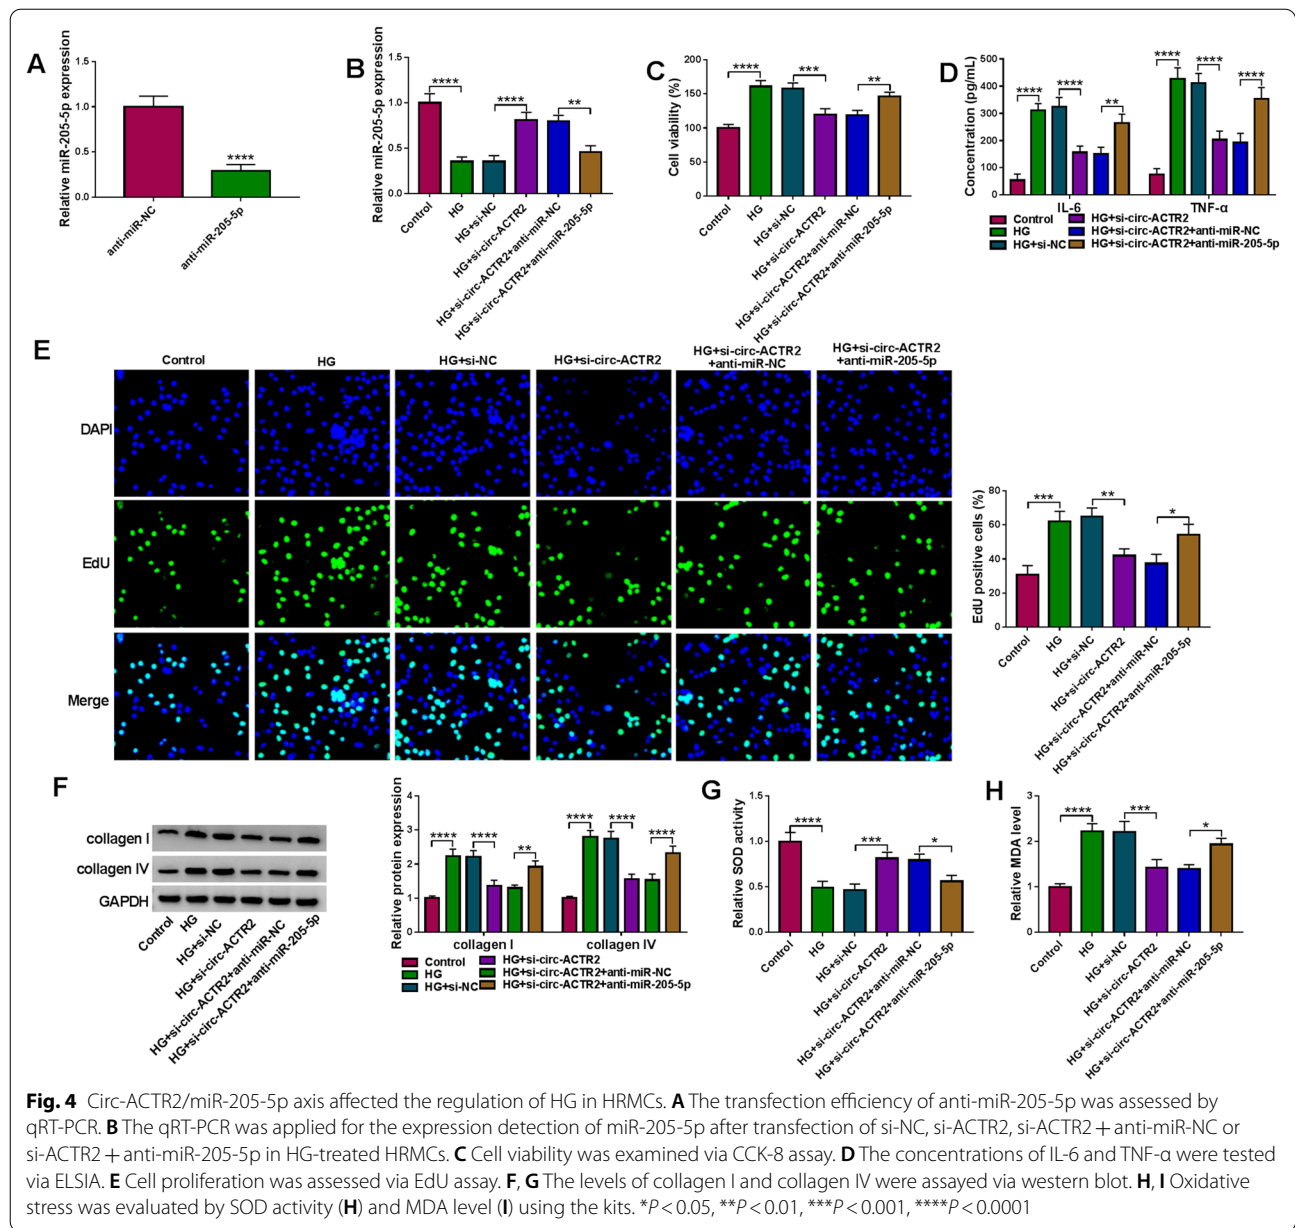 A
Relative miR-205-5p expression
1.5
1.0
0.5
0.0
****
anti-miR-NC
anti-miR-205-5p
B
Relative miR-205-5p expression
1.5
1.0
0.5
0.0
****
****
**
Control
HG
HG+si-NC
HG+si-circ-ACTR2
HG+si-circ-ACTR2+anti-miR-NC
HG+si-circ-ACTR2+anti-miR-205-5p
C
Cell viability (%)
200
150
100
50
0
****
***
**
Control
HG
HG+si-NC
HG+si-circ-ACTR2
HG+si-circ-ACTR2+anti-miR-NC
HG+si-circ-ACTR2+anti-miR-205-5p
D
Concentration (pg/mL)
500
400
300
200
100
0
****
****
**
****
****
****
IL-6
TNF-α
Control
HG
HG+si-NC
HG+si-circ-ACTR2
HG+si-circ-ACTR2+anti-miR-NC
HG+si-circ-ACTR2+anti-miR-205-5p
E
Control
HG
HG+si-NC
HG+si-circ-ACTR2
HG+si-circ-ACTR2
+anti-miR-NC
HG+si-circ-ACTR2
+anti-miR-205-5p
DAPI
EdU
Merge
EdU positive cells (%)
80
60
40
20
0
***
**
*
Control
HG
HG+si-NC
HG+si-circ-ACTR2
HG+si-circ-ACTR2+anti-miR-NC
HG+si-circ-ACTR2+anti-miR-205-5p
F
collagen I
collagen IV
GAPDH
Control
HG
HG+si-NC
HG+si-circ-ACTR2
HG+si-circ-ACTR2+anti-miR-NC
HG+si-circ-ACTR2+anti-miR-205-5p
Relative protein expression
4
3
2
1
0
****
****
**
****
****
****
collagen I
collagen IV
Control
HG
HG+si-NC
HG+si-circ-ACTR2
HG+si-circ-ACTR2+anti-miR-NC
HG+si-circ-ACTR2+anti-miR-205-5p
G
Relative SOD activity
1.5
1.0
0.5
0.0
****
***
*
Control
HG
HG+si-NC
HG+si-circ-ACTR2
HG+si-circ-ACTR2+anti-miR-NC
HG+si-circ-ACTR2+anti-miR-205-5p
H
Relative MDA level
3
2
1
0
****
***
*
Control
HG
HG+si-NC
HG+si-circ-ACTR2
HG+si-circ-ACTR2+anti-miR-NC
HG+si-circ-ACTR2+anti-miR-205-5p
Fig. 4 Circ-ACTR2/miR-205-5p axis affected the regulation of HG in HRMCs. A The transfection efficiency of anti-miR-205-5p was assessed by
qRT-PCR. B The qRT-PCR was applied for the expression detection of miR-205-5p after transfection of si-NC, si-ACTR2, si-ACTR2 + anti-miR-NC or
si-ACTR2 + anti-miR-205-5p in HG-treated HRMCs. C Cell viability was examined via CCK-8 assay. D The concentrations of IL-6 and TNF-α were tested
via ELSIA. E Cell proliferation was assessed via EdU assay. F, G The levels of collagen I and collagen IV were assayed via western blot. H, I Oxidative
stress was evaluated by SOD activity (H) and MDA level (I) using the kits. *P < 0.05, **P < 0.01, ***P < 0.001, ****P < 0.0001